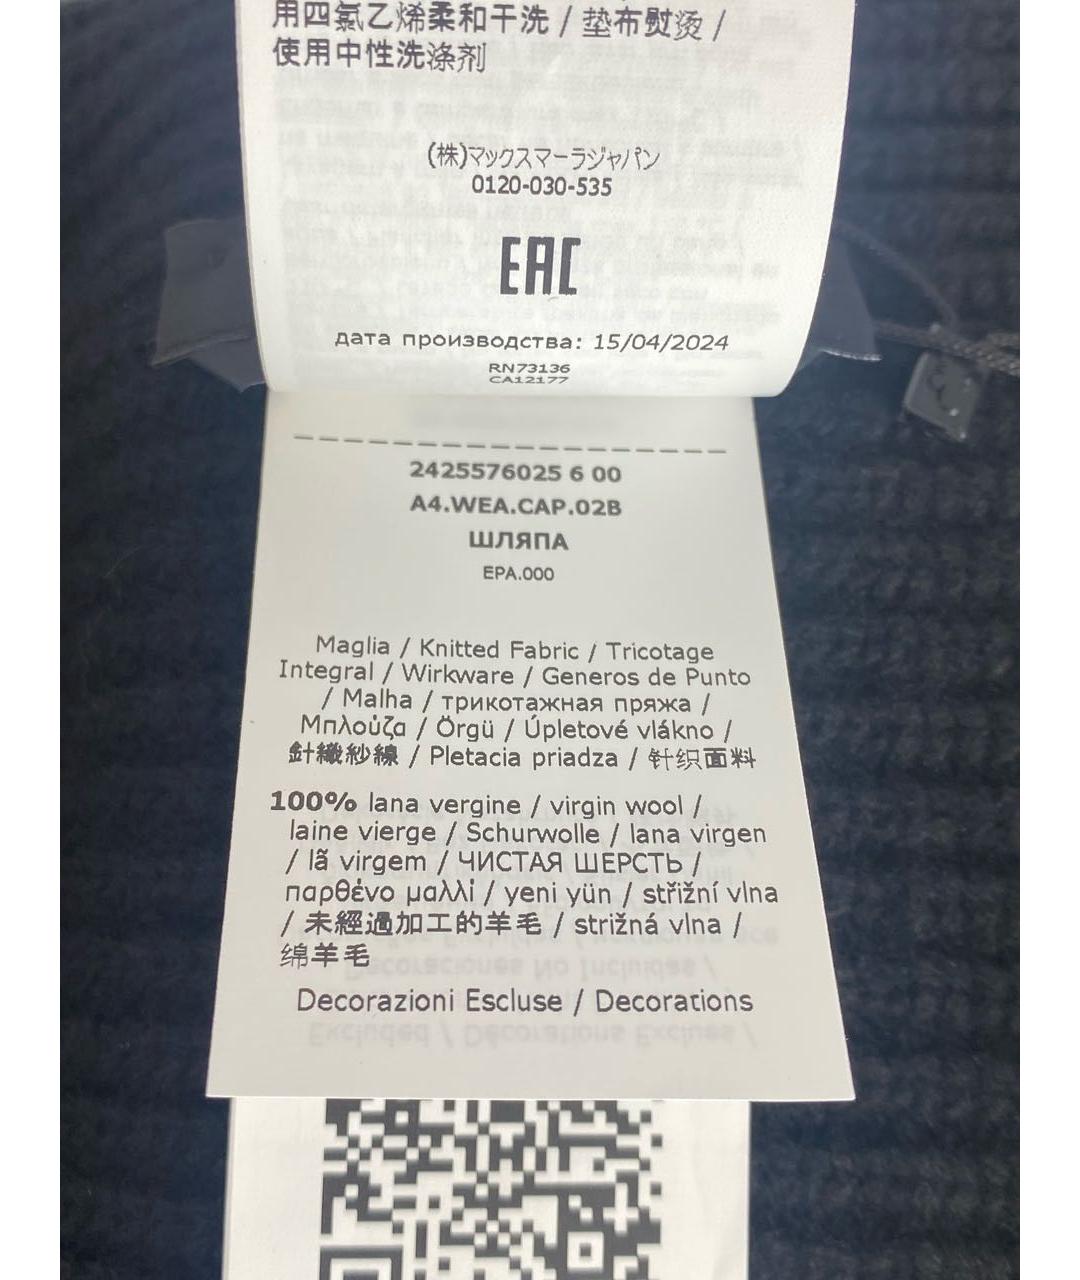 用四氯乙烯柔和干洗 / 垫布熨烫 /
使用中性洗涤剂
(株)マックスマーラジャパン
0120-030-535
EAC
дата производства: 15/04/2024
RN73136
CA12177
2425576025 6 00
A4.WEA.CAP.02B
ШЛЯПА
EPA.000
Maglia / Knitted Fabric / Tricotage
Integral / Wirkware / Generos de Punto
/ Malha / трикотажная пряжа /
Μπλούζα / Örgü / Úpletové vlákno /
針織紗線 / Pletacia priadza / 针织面料
100% lana vergine / virgin wool /
laine vierge / Schurwolle / lana virgen
/ lã virgem / ЧИСТАЯ ШЕРСТЬ /
παρθένο μαλλί / yeni yün / střižní vlna
/ 未經過加工的羊毛 / strižná vlna /
绵羊毛
Decorazioni Escluse / Decorations